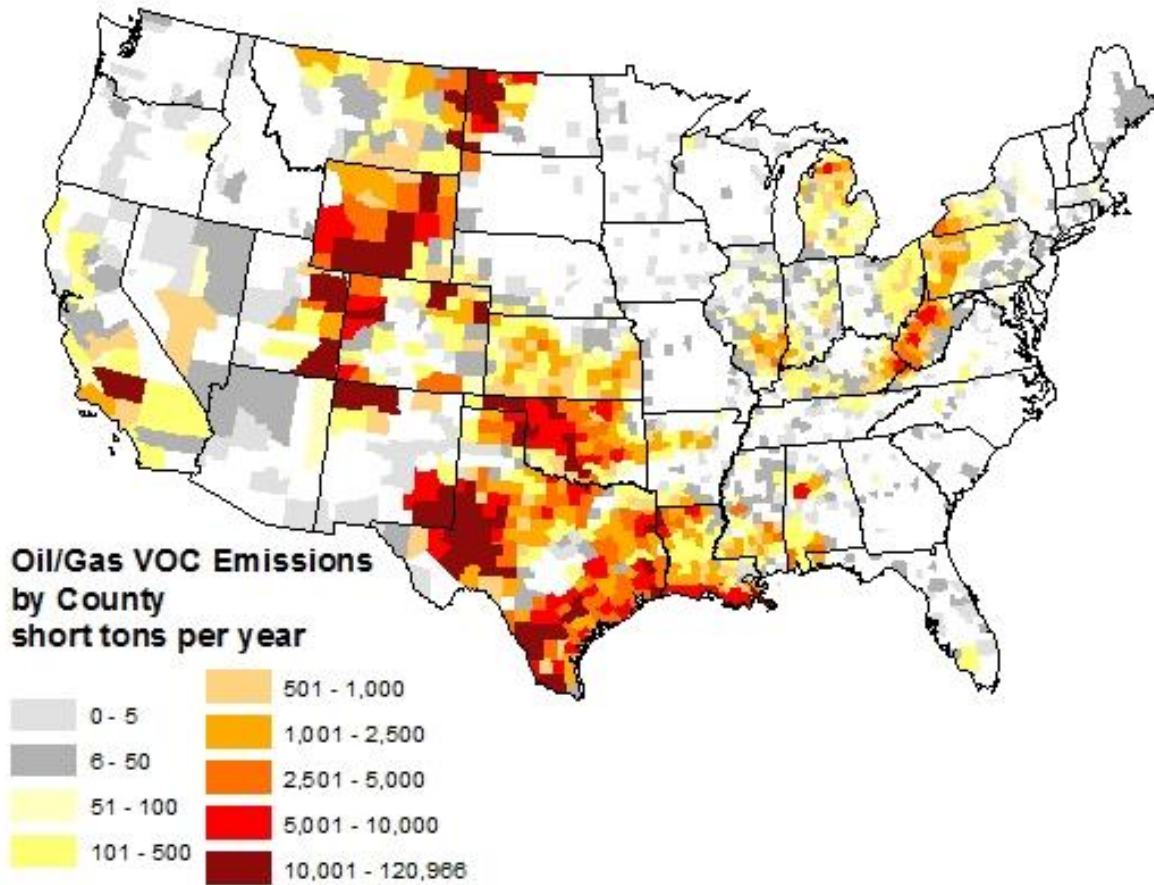 Oil/Gas VOC Emissions
by County
short tons per year
0 - 5
6 - 50
51 - 100
101 - 500
501 - 1,000
1,001 - 2,500
2,501 - 5,000
5,001 - 10,000
10,001 - 120,966